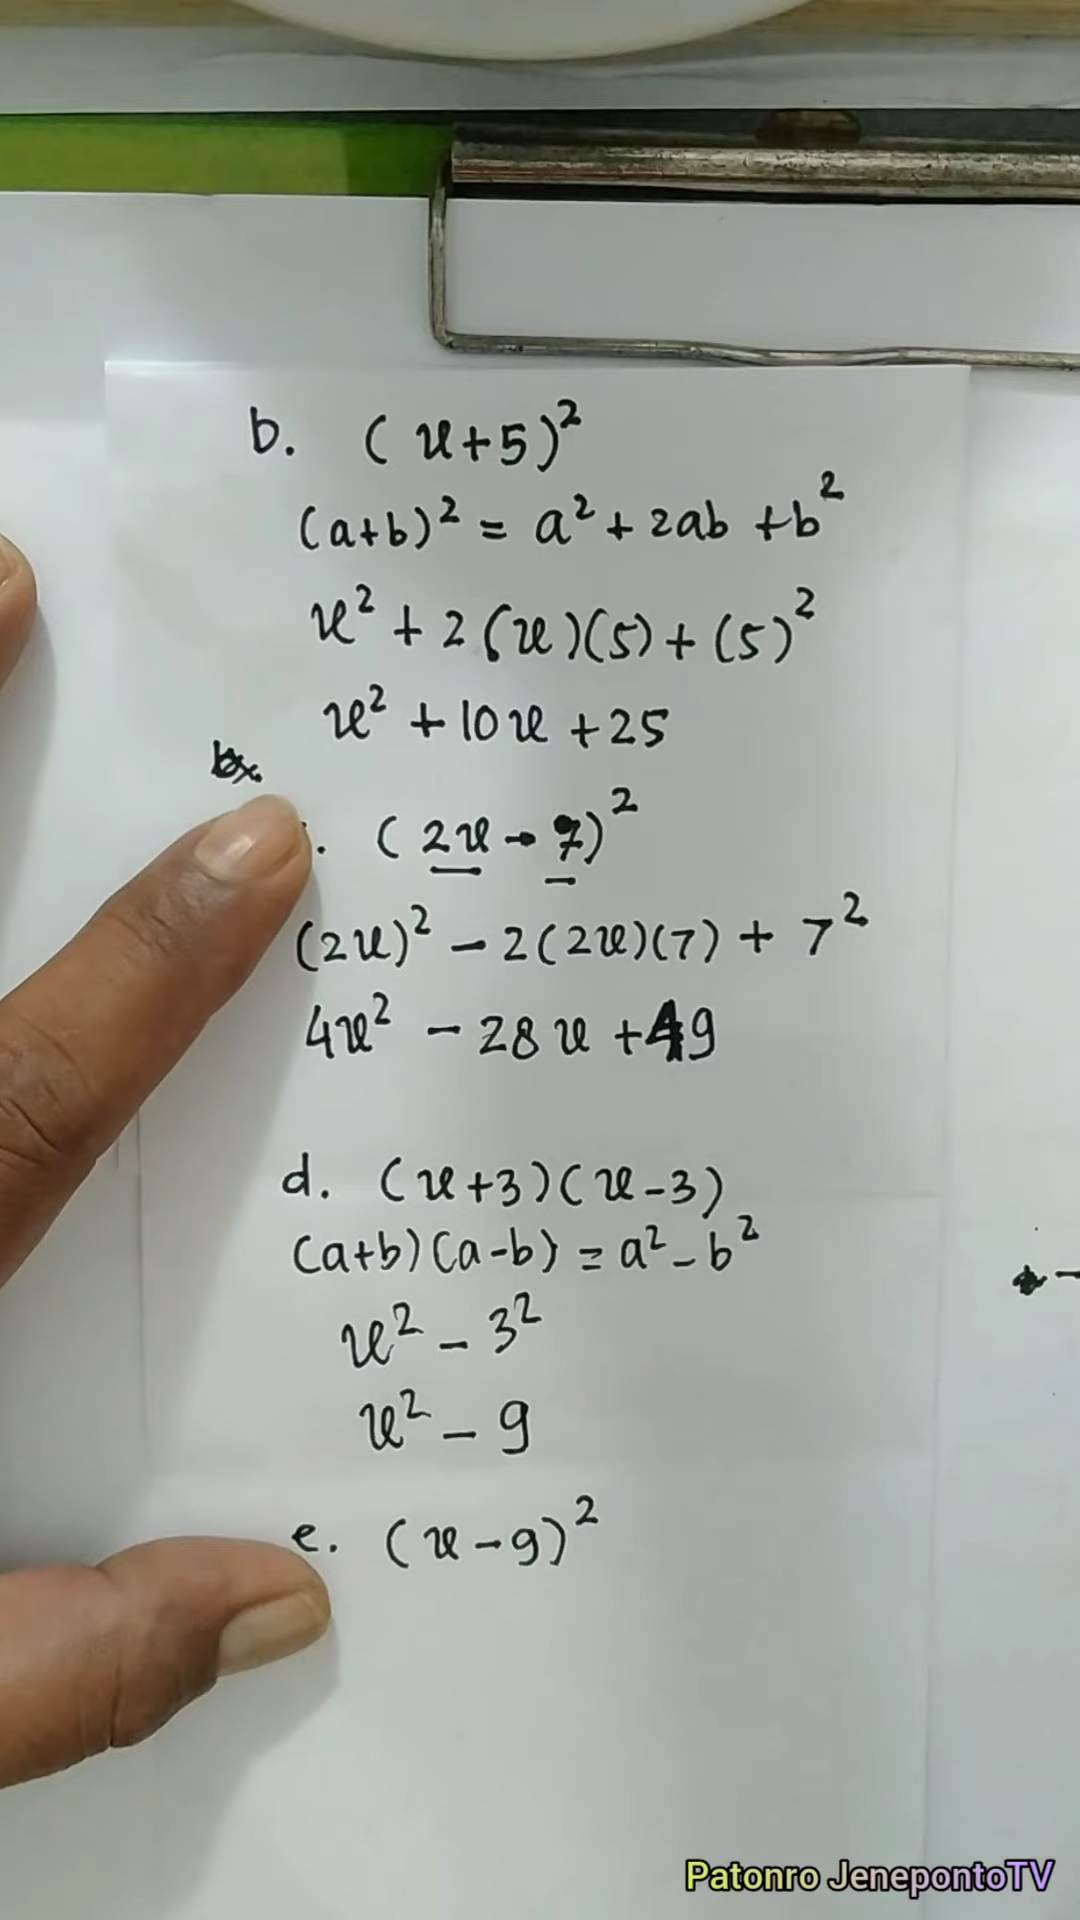 b. (x+5)²
(a+b)² = a² + 2ab + b²
x² + 2(x)(5) + (5)²
x² + 10x + 25
. (2x - 7)²
(2x)² - 2(2x)(7) + 7²
4x² - 28x + 49
d. (x+3)(x-3)
(a+b)(a-b) = a² - b²
x² - 3²
x² - 9
e. (x-9)²
Patonro JenepontoTV